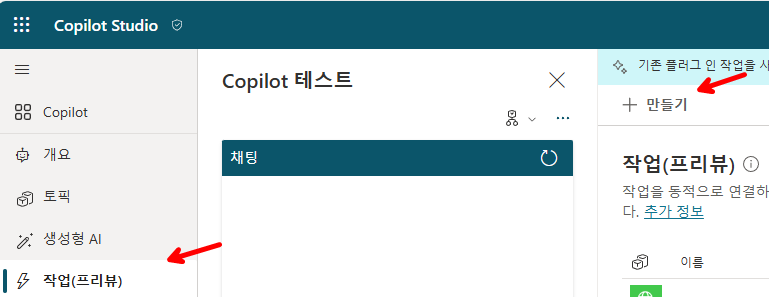 Copilot Studio
Copilot
개요
토픽
생성형 AI
작업(프리뷰)
Copilot 테스트
채팅
기존 플러그 인 작업을 사
만들기
작업(프리뷰)
작업을 동적으로 연결하
다. 추가 정보
이름